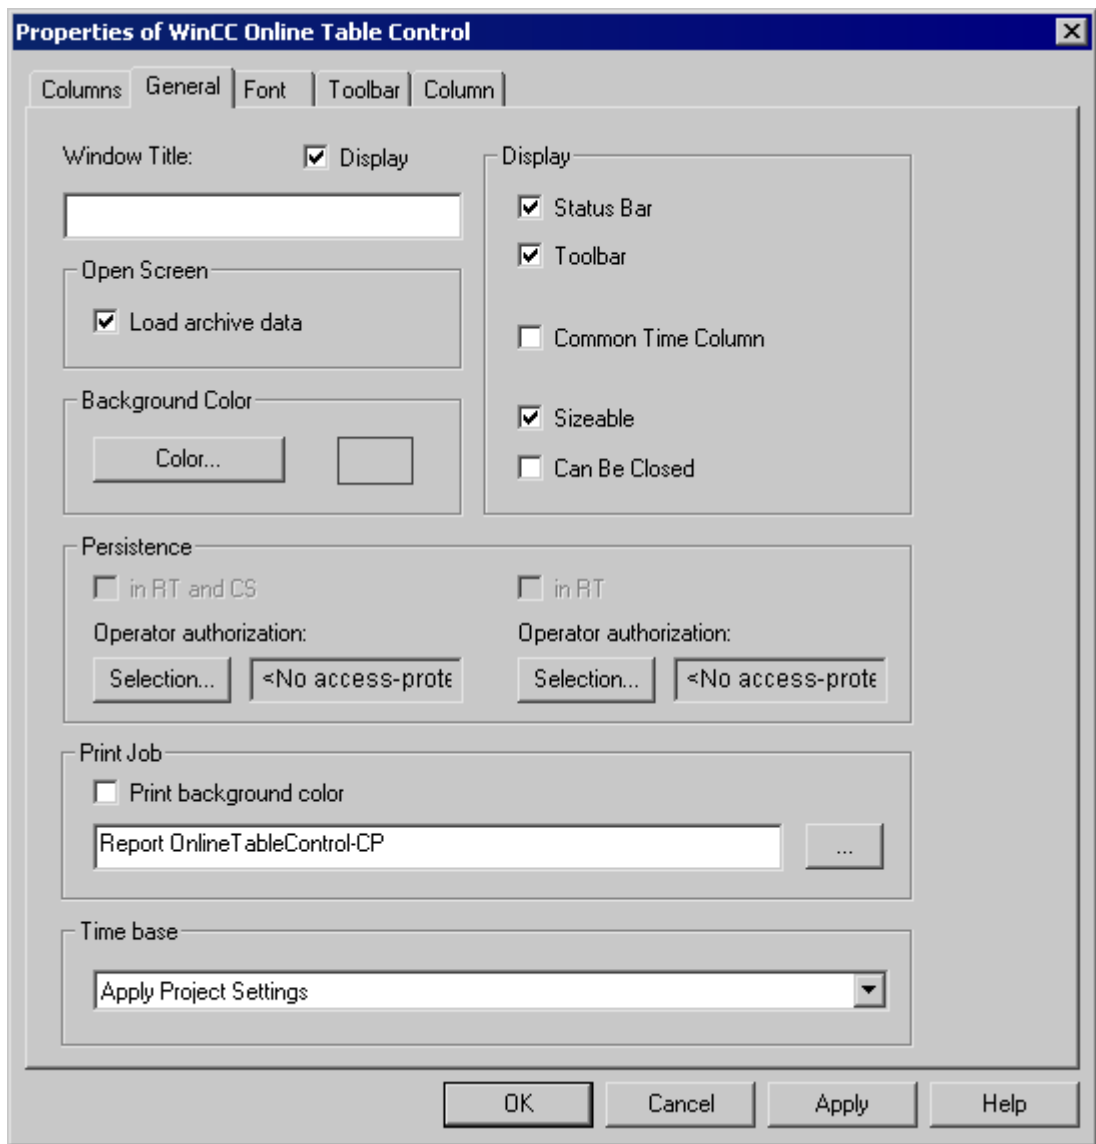 Properties of WinCC Online Table Control
Columns General Font Toolbar Column
Window Title: Display
Open Screen
Load archive data
Background Color
Color...
Display
Status Bar
Toolbar
Common Time Column
Sizeable
Can Be Closed
Persistence
in RT and CS
Operator authorization:
Selection... <No access-prote
in RT
Operator authorization:
Selection... <No access-prote
Print Job
Print background color
Report OnlineTableControl-CP
...
Time base
Apply Project Settings
OK Cancel Apply Help